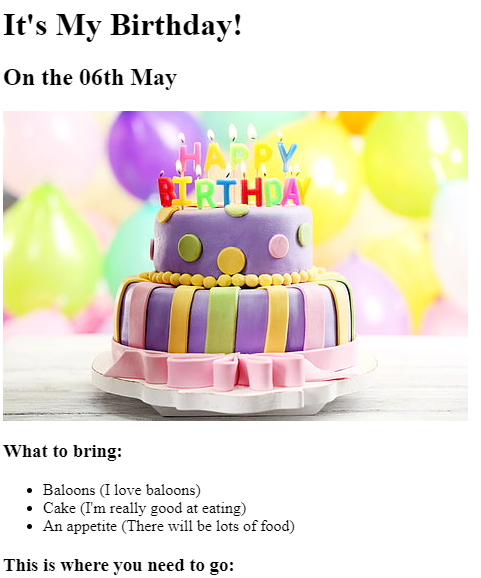 It's My Birthday!
On the 06th May
HAPPY
BIRTHDAY
What to bring:
Baloons (I love baloons)
Cake (I'm really good at eating)
An appetite (There will be lots of food)
This is where you need to go: